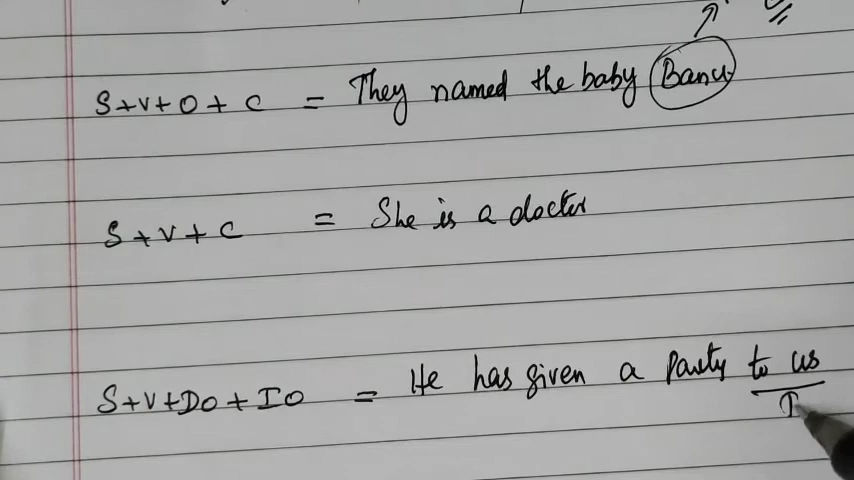 S+V+O+C = They named the baby Banu
S+V+C = She is a doctor
S+V+DO+IO = He has given a party to us
I